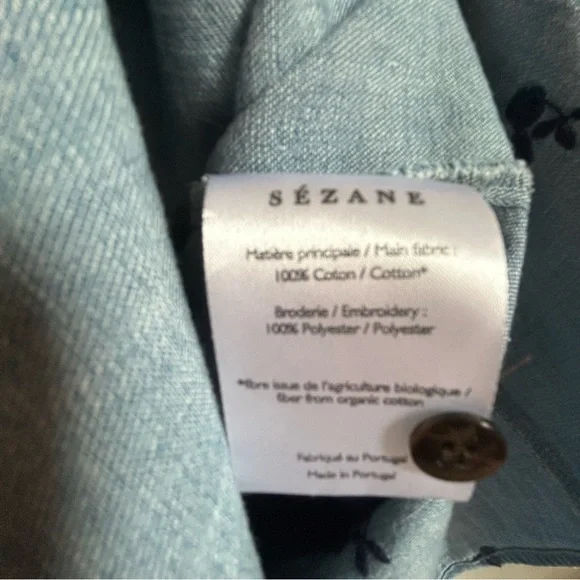 SÉZANE
Matière principale / Main fabric :
100% Coton / Cotton*
Broderie / Embroidery :
100% Polyester / Polyester
*fibre issue de l'agriculture biologique /
fiber from organic cotton
Fabriqué au Portugal
Made in Portugal